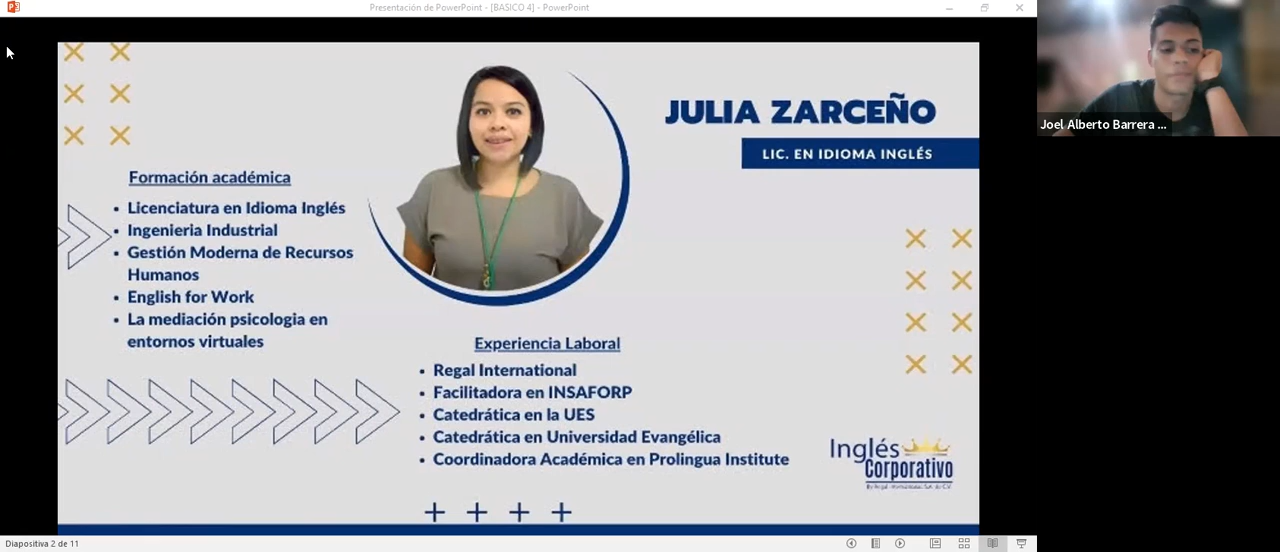 Presentación de PowerPoint - [BASICO 4] - PowerPoint
Joel Alberto Barrera ...
JULIA ZARCEÑO
LIC. EN IDIOMA INGLÉS
Formación académica
• Licenciatura en Idioma Inglés
• Ingenieria Industrial
• Gestión Moderna de Recursos
Humanos
• English for Work
• La mediación psicologia en
entornos virtuales
Experiencia Laboral
• Regal International
• Facilitadora en INSAFORP
• Catedrática en la UES
• Catedrática en Universidad Evangélica
• Coordinadora Académica en Prolingua Institute
Inglés
Corporativo
Diapositiva 2 de 11